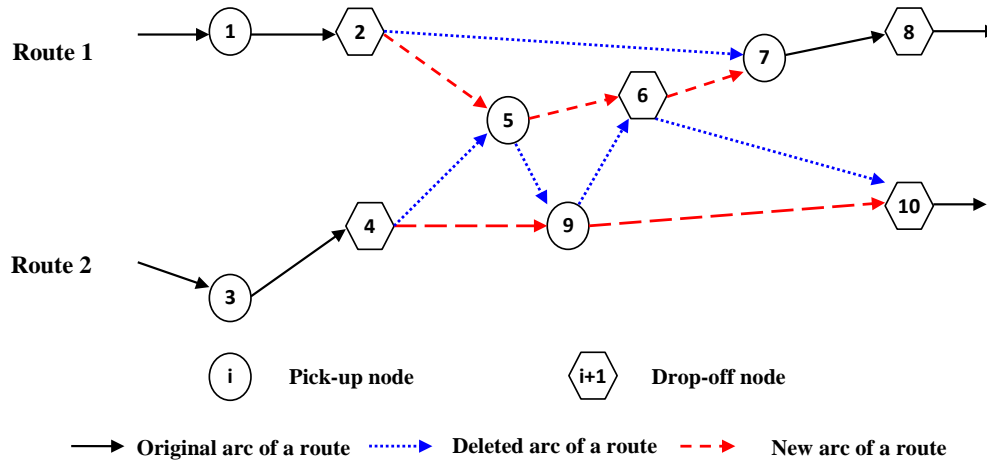 Route 1
1
2
7
8
5
6
4
9
10
Route 2
3
i
Pick-up node
i+1
Drop-off node
Original arc of a route
Deleted arc of a route
New arc of a route